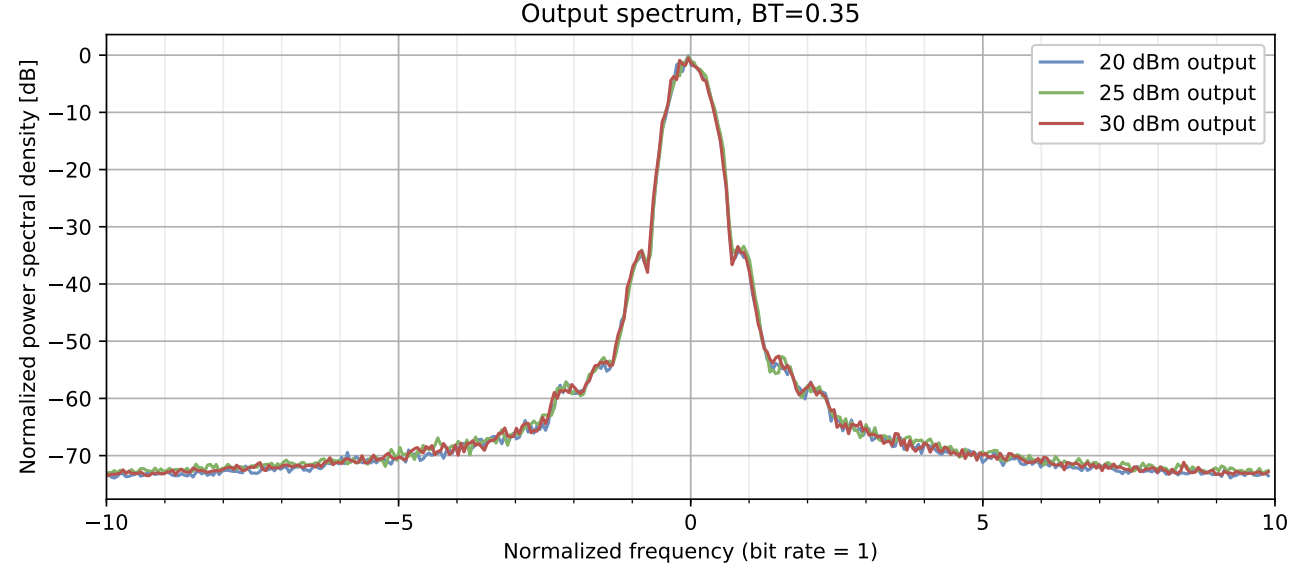 Output spectrum, BT=0.35
Normalized power spectral density [dB]
0
−10
−20
−30
−40
−50
−60
−70
20 dBm output
25 dBm output
30 dBm output
−10
−5
0
5
10
Normalized frequency (bit rate = 1)